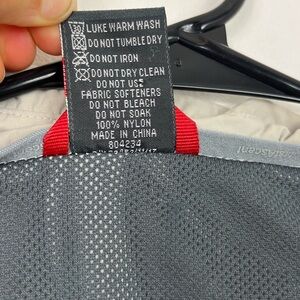 LUKE WARM WASH
DO NOT TUMBLE DRY
DO NOT IRON
DO NOT DRY CLEAN
DO NOT USE
FABRIC SOFTENERS
DO NOT BLEACH
DO NOT SOAK
100% NYLON
MADE IN CHINA
804234